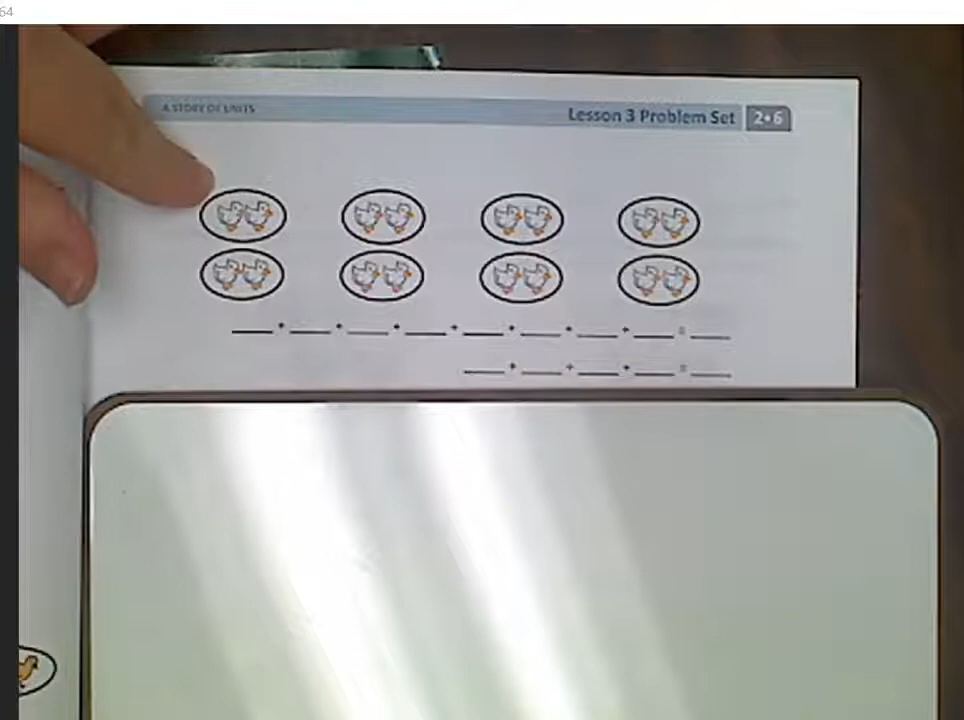 64
A STORY OF UNITS
Lesson 3 Problem Set 2•6
___ + ___ + ___ + ___ + ___ + ___ + ___ + ___ = ___
___ + ___ + ___ + ___ = ___